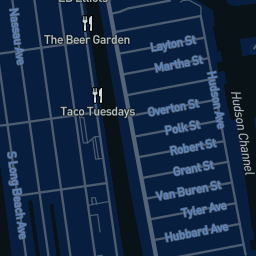 Nassau Ave
The Beer Garden
Layton St
Martha St
Taco Tuesdays
Hudson Ave
Hudson Channel
Overton St
Polk St
Robert St
Grant St
Van Buren St
Tyler Ave
Hubbard Ave
S Long Beach Ave